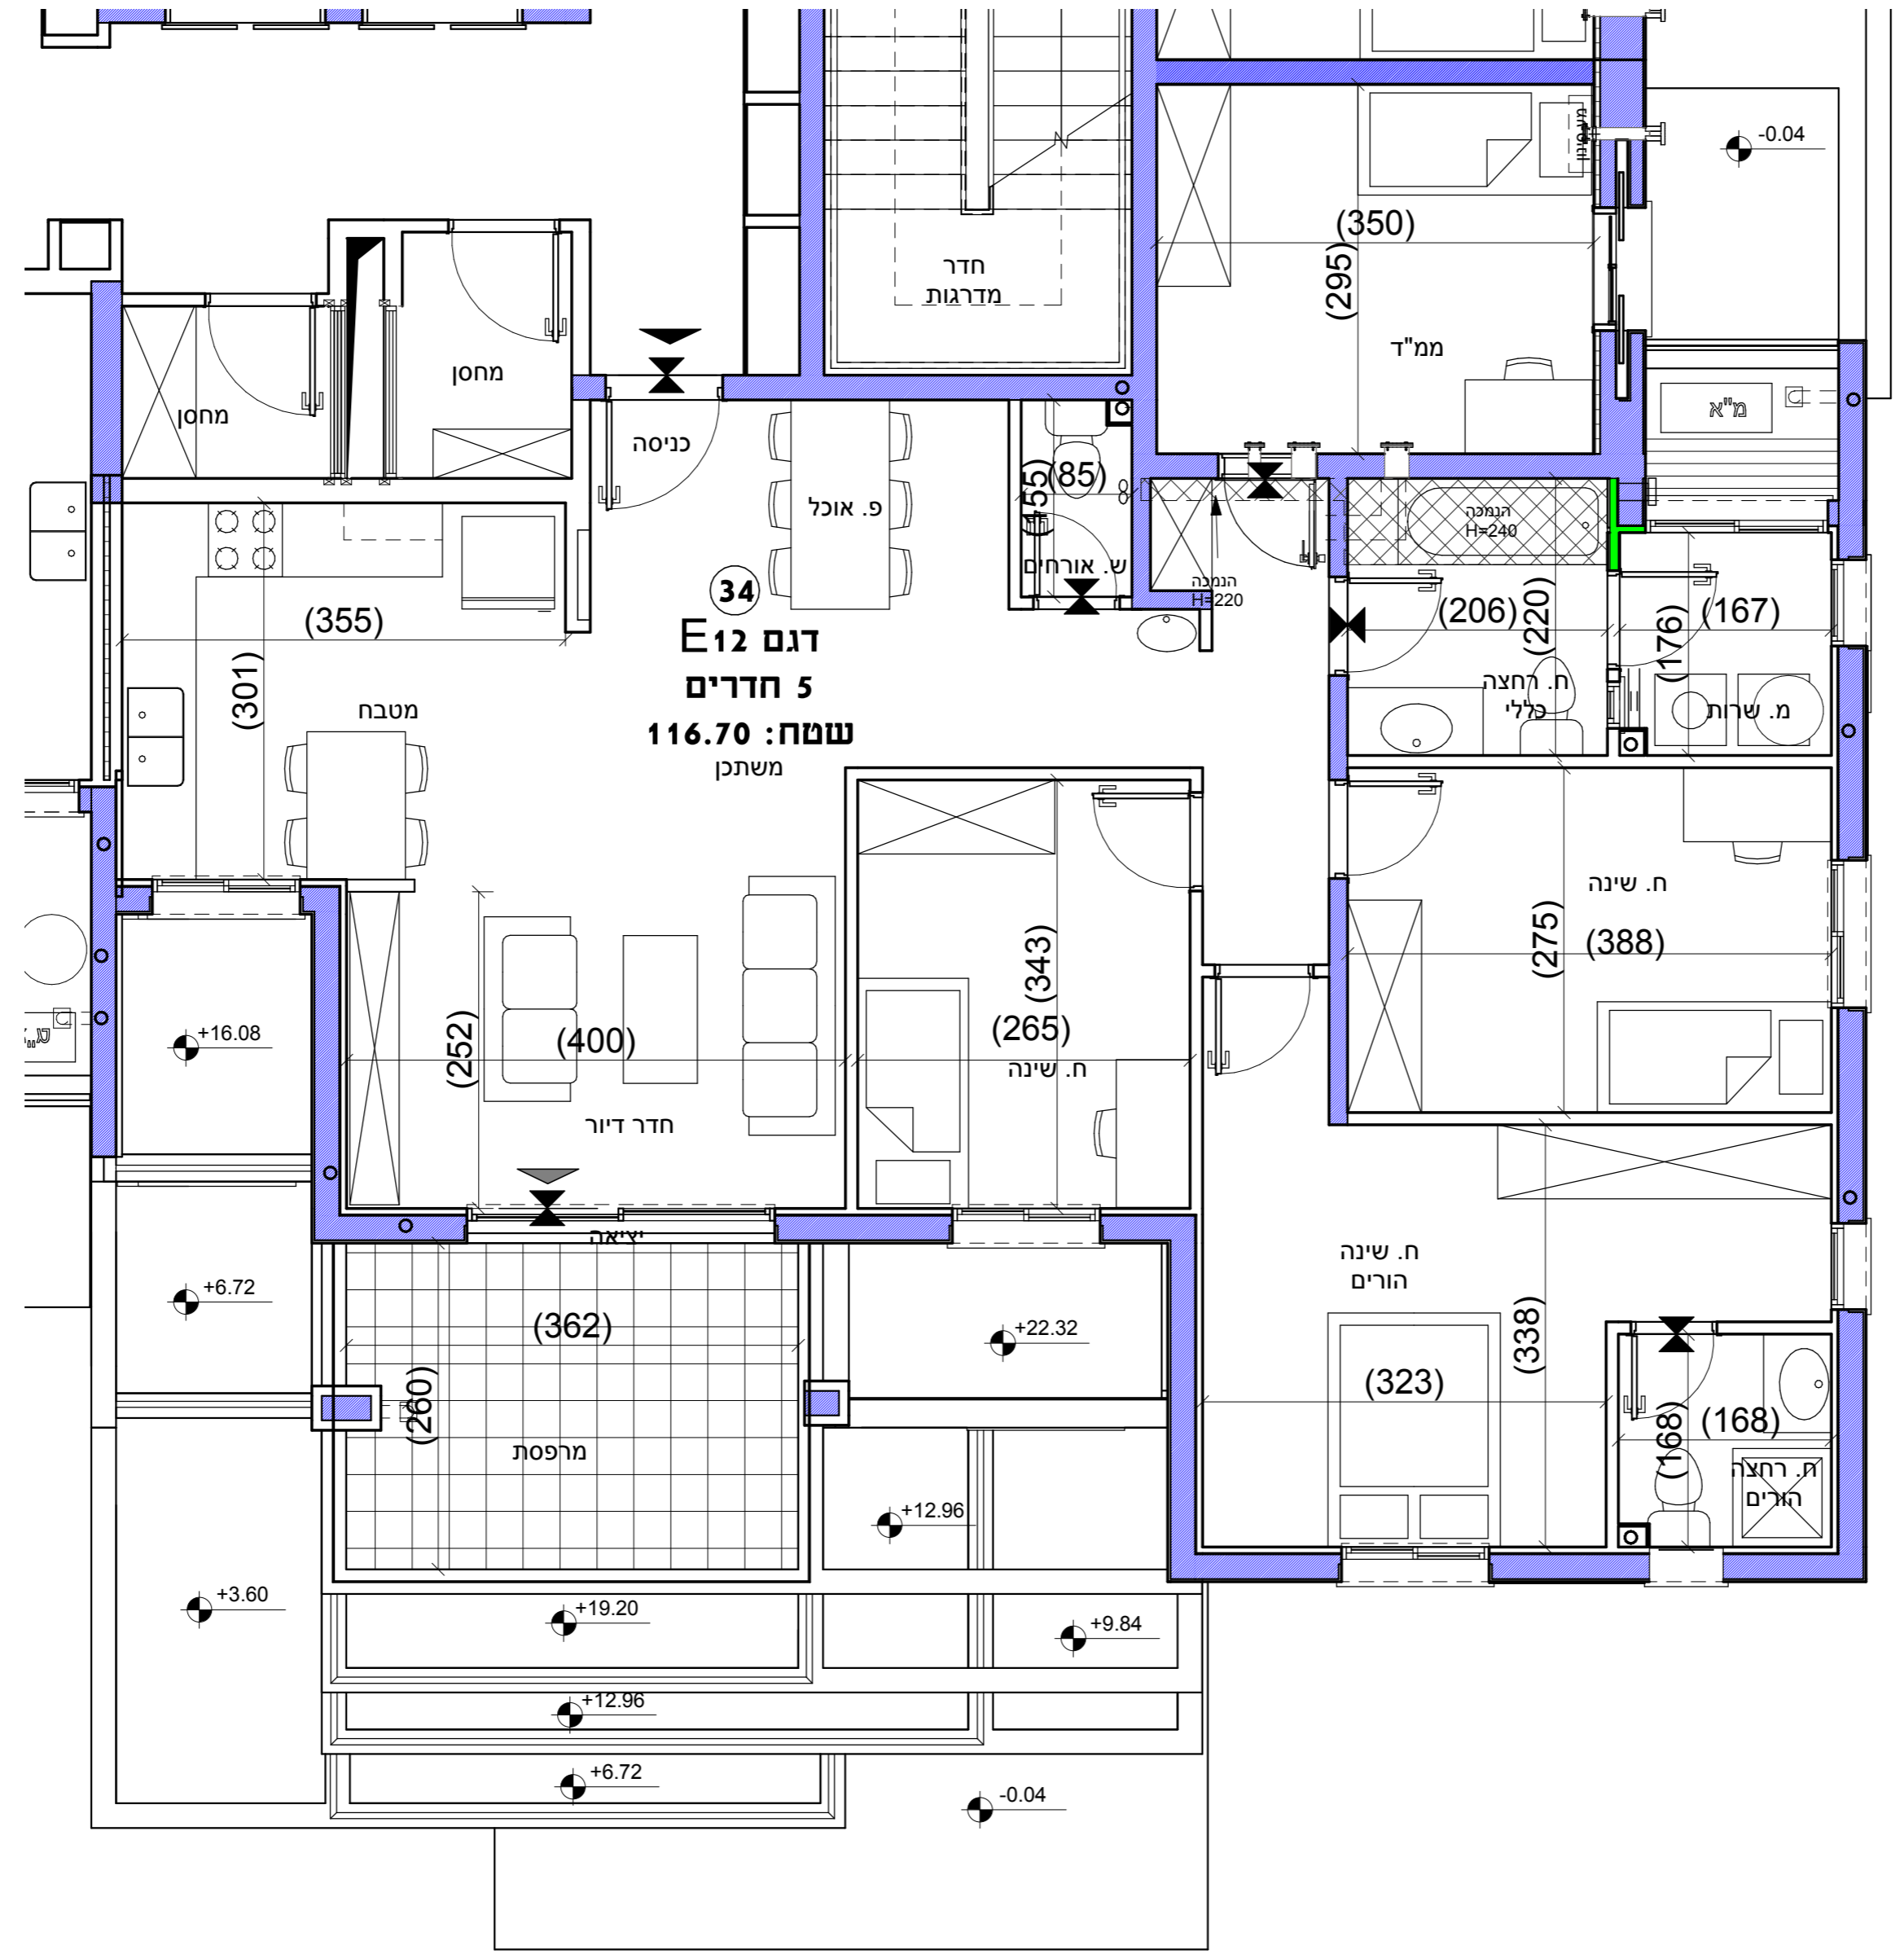 -0.04
(350)
(295)
חדר
מדרגות
ממ"ד
מחסן
מחסן
מ"א
כניסה
פ. אוכל
(155)
(85)
הנמכה
H=240
ש. אורחים
הנמכה
H=220
34
(355)
(206)
(220)
(176)
(167)
דגם E12
5 חדרים
שטח: 116.70
משתכן
(301)
מטבח
ח. רחצה
כללי
מ. שרות
ח. שינה
(275)
(388)
(343)
(265)
(252)
(400)
ח. שינה
+16.08
חדר דיור
יציאה
ח. שינה
הורים
+6.72
(362)
+22.32
(338)
(323)
(260)
(168)
(168)
מרפסת
ח. רחצה
הורים
+12.96
+3.60
+19.20
+9.84
+12.96
+6.72
-0.04